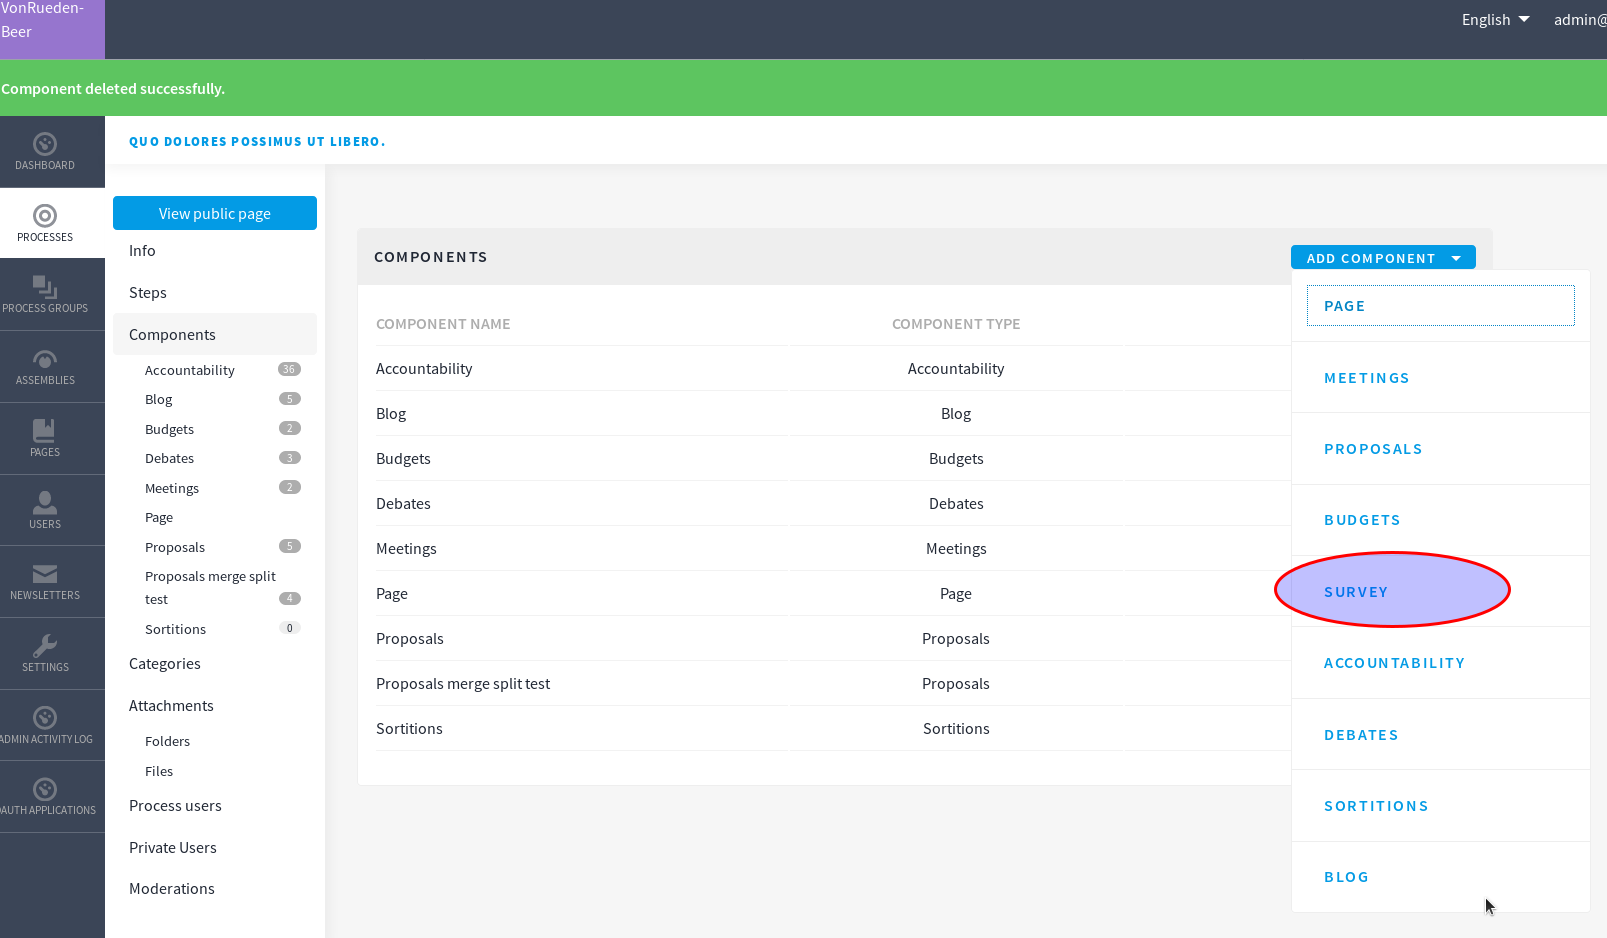 VonRueden-
Beer
English
admin@
Component deleted successfully.
QUO DOLORES POSSIMUS UT LIBERO.
DASHBOARD
PROCESSES
PROCESS GROUPS
ASSEMBLIES
PAGES
USERS
NEWSLETTERS
SETTINGS
ADMIN ACTIVITY LOG
OAUTH APPLICATIONS
View public page
Info
Steps
Components
Accountability 36
Blog 5
Budgets 2
Debates 3
Meetings 2
Page
Proposals 5
Proposals merge split
test 4
Sortitions 0
Categories
Attachments
Folders
Files
Process users
Private Users
Moderations
COMPONENTS
ADD COMPONENT
COMPONENT NAME COMPONENT TYPE
Accountability Accountability
Blog Blog
Budgets Budgets
Debates Debates
Meetings Meetings
Page Page
Proposals Proposals
Proposals merge split test Proposals
Sortitions Sortitions
PAGE
MEETINGS
PROPOSALS
BUDGETS
SURVEY
ACCOUNTABILITY
DEBATES
SORTITIONS
BLOG